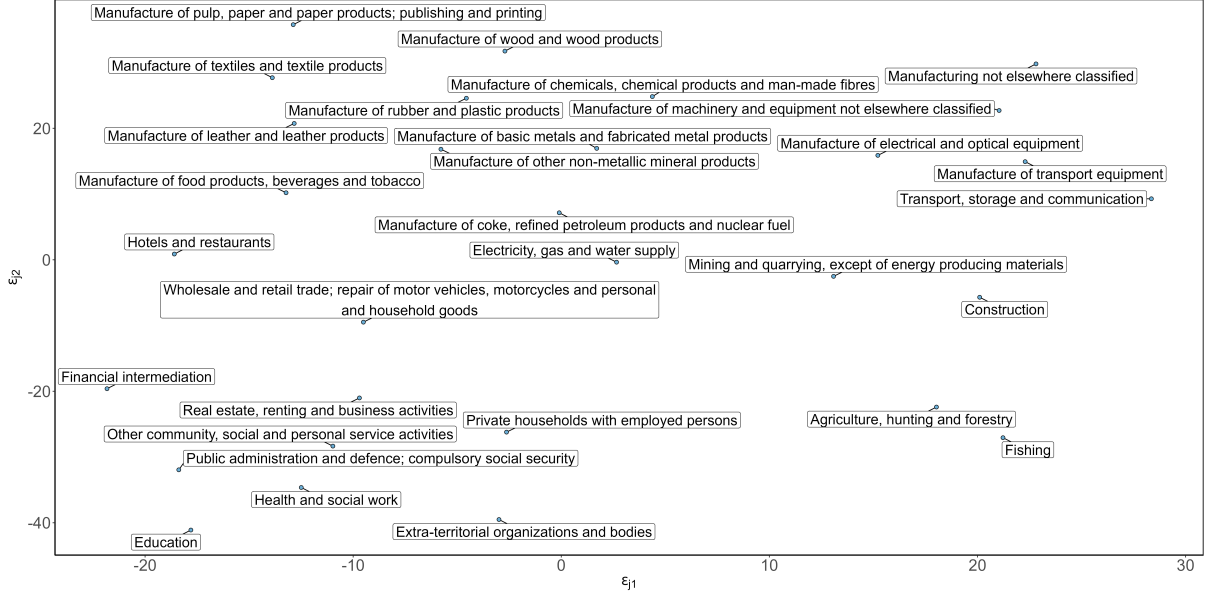 Manufacture of pulp, paper and paper products; publishing and printing
Manufacture of wood and wood products
Manufacture of textiles and textile products
Manufacturing not elsewhere classified
Manufacture of chemicals, chemical products and man-made fibres
Manufacture of rubber and plastic products
Manufacture of machinery and equipment not elsewhere classified
20
Manufacture of leather and leather products
Manufacture of basic metals and fabricated metal products
Manufacture of electrical and optical equipment
Manufacture of other non-metallic mineral products
Manufacture of transport equipment
Manufacture of food products, beverages and tobacco
Transport, storage and communication
Manufacture of coke, refined petroleum products and nuclear fuel
Hotels and restaurants
Electricity, gas and water supply
0
Mining and quarrying, except of energy producing materials
εj2
Wholesale and retail trade; repair of motor vehicles, motorcycles and personal
and household goods
Construction
Financial intermediation
-20
Real estate, renting and business activities
Private households with employed persons
Agriculture, hunting and forestry
Other community, social and personal service activities
Fishing
Public administration and defence; compulsory social security
Health and social work
-40
Extra-territorial organizations and bodies
Education
-20
-10
0
10
20
30
εj1